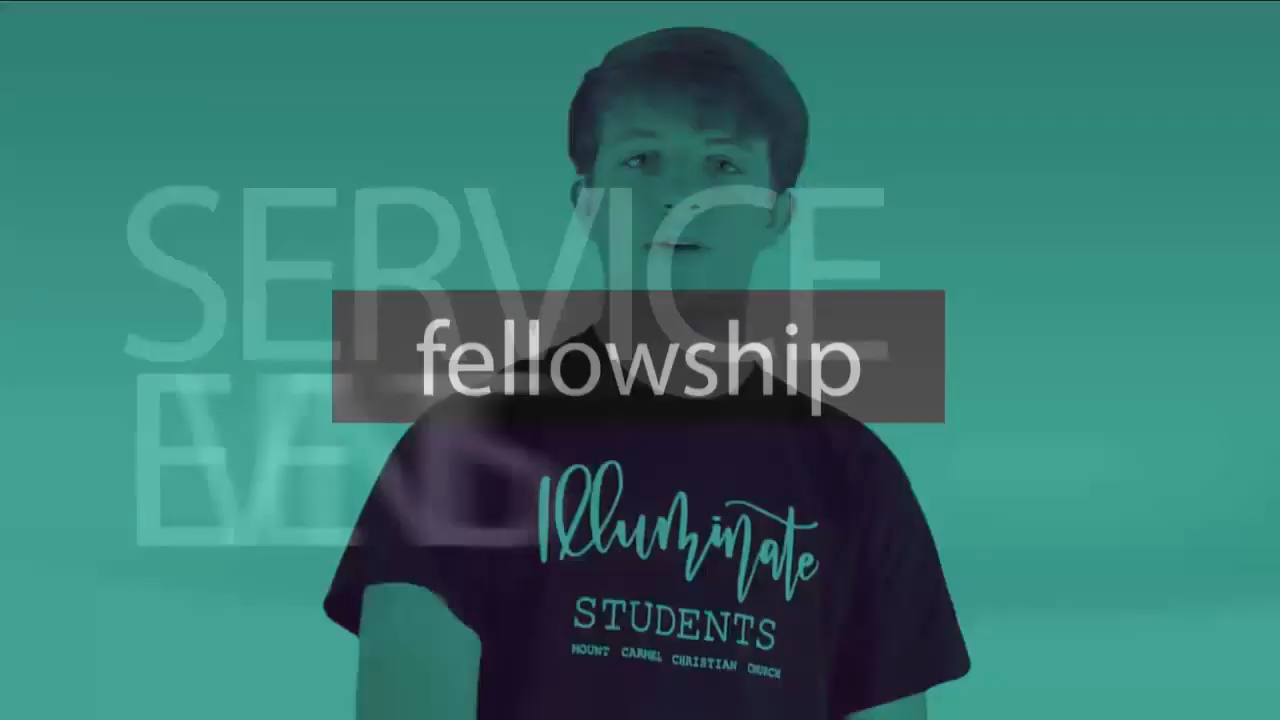 SERVICE
fellowship
Illuminate
STUDENTS
MOUNT CARMEL CHRISTIAN CHURCH